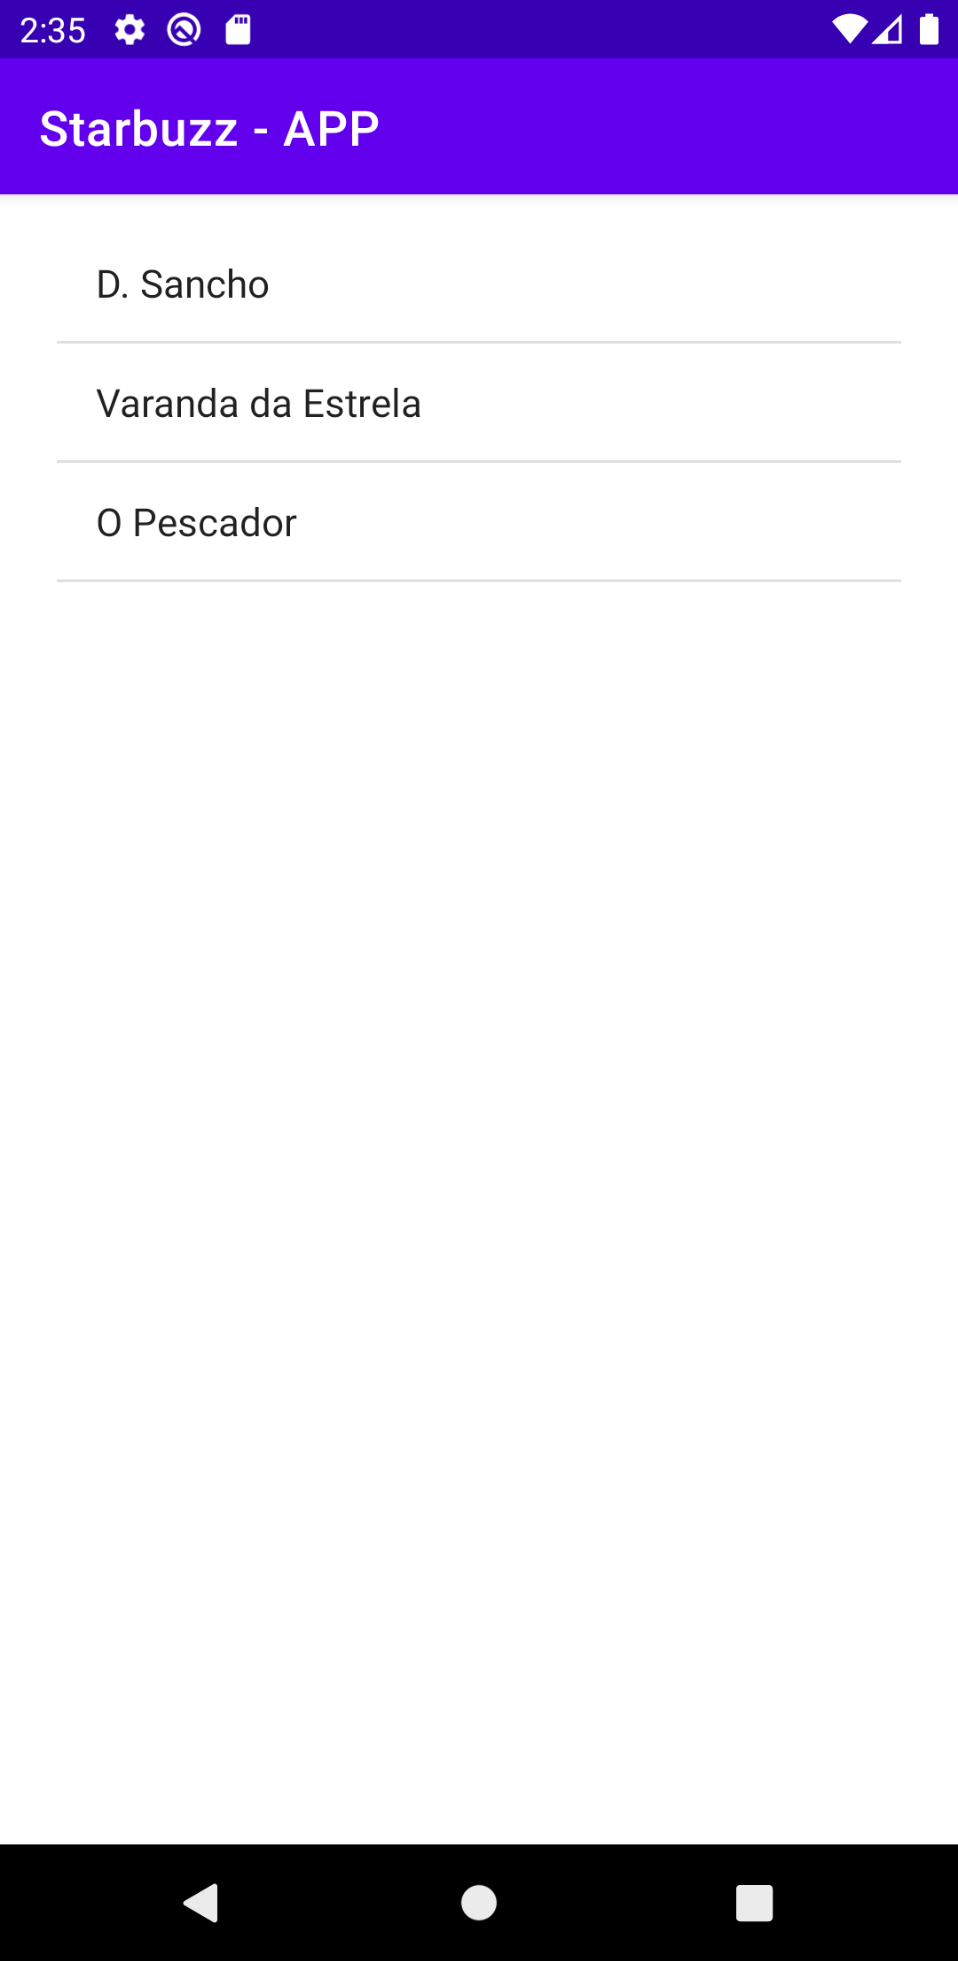 2:35
Starbuzz - APP
D. Sancho
Varanda da Estrela
O Pescador